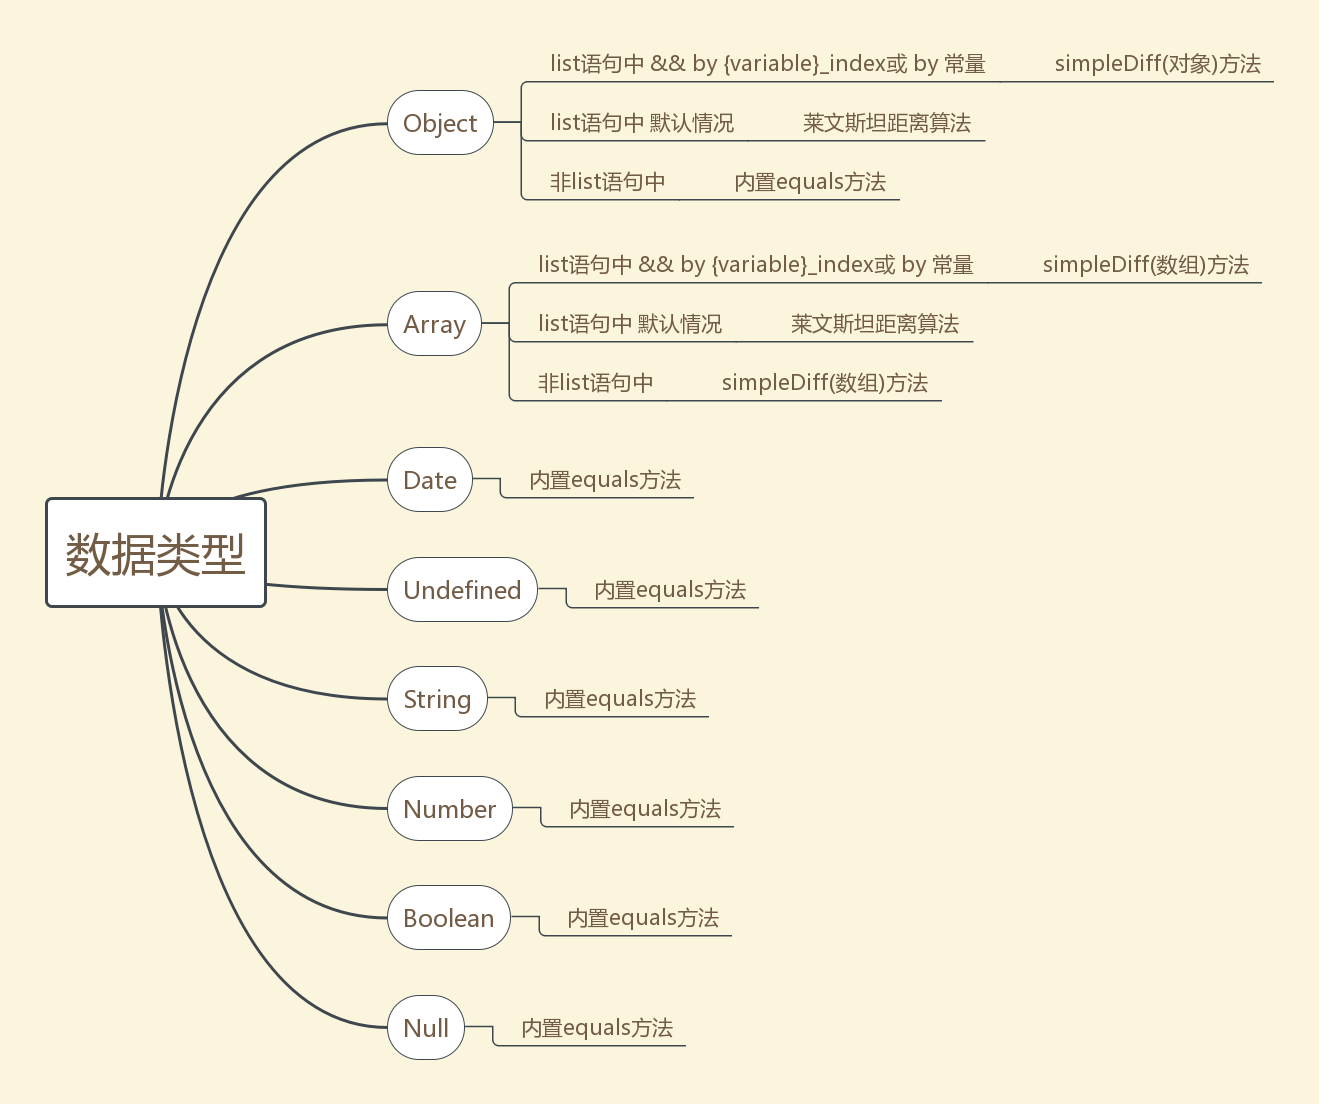 数据类型
Object
list语句中 && by {variable}_index或 by 常量 simpleDiff(对象)方法
list语句中 默认情况 莱文斯坦距离算法
非list语句中 内置equals方法
Array
list语句中 && by {variable}_index或 by 常量 simpleDiff(数组)方法
list语句中 默认情况 莱文斯坦距离算法
非list语句中 simpleDiff(数组)方法
Date
内置equals方法
Undefined
内置equals方法
String
内置equals方法
Number
内置equals方法
Boolean
内置equals方法
Null
内置equals方法